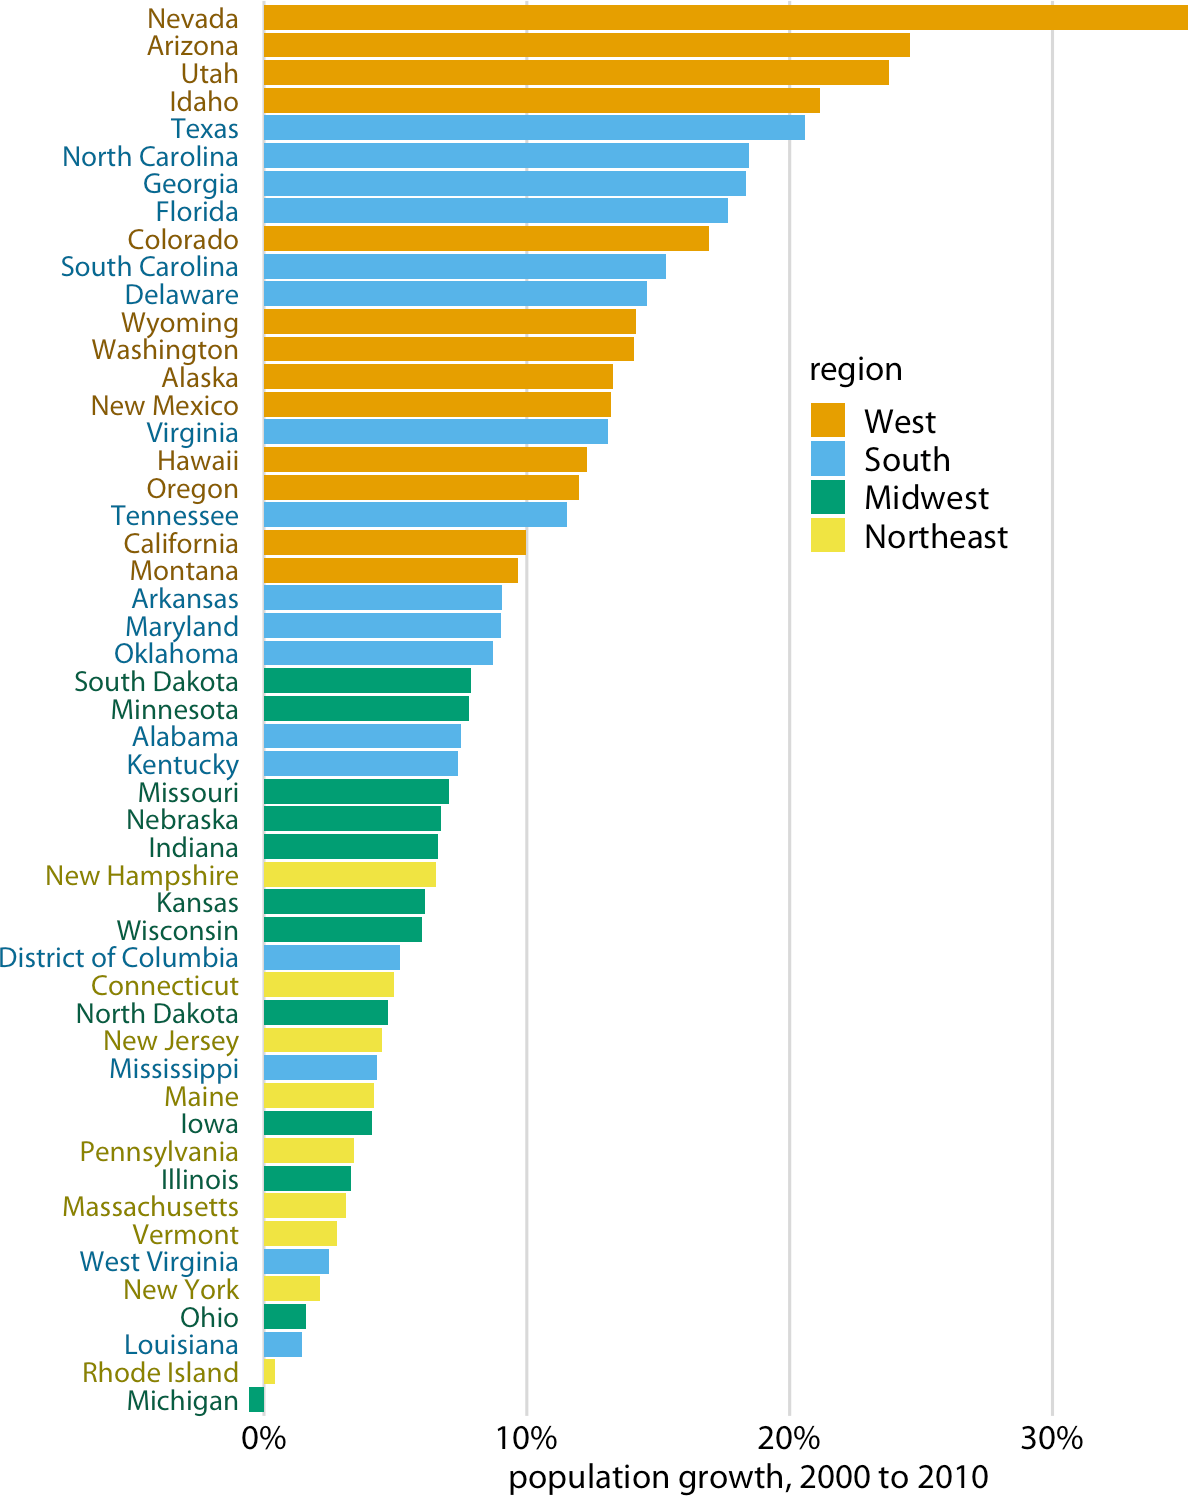 Nevada
Arizona
Utah
Idaho
Texas
North Carolina
Georgia
Florida
Colorado
South Carolina
Delaware
Wyoming
Washington
Alaska
New Mexico
Virginia
Hawaii
Oregon
Tennessee
California
Montana
Arkansas
Maryland
Oklahoma
South Dakota
Minnesota
Alabama
Kentucky
Missouri
Nebraska
Indiana
New Hampshire
Kansas
Wisconsin
District of Columbia
Connecticut
North Dakota
New Jersey
Mississippi
Maine
Iowa
Pennsylvania
Illinois
Massachusetts
Vermont
West Virginia
New York
Ohio
Louisiana
Rhode Island
Michigan
region
West
South
Midwest
Northeast
0% 10% 20% 30%
population growth, 2000 to 2010